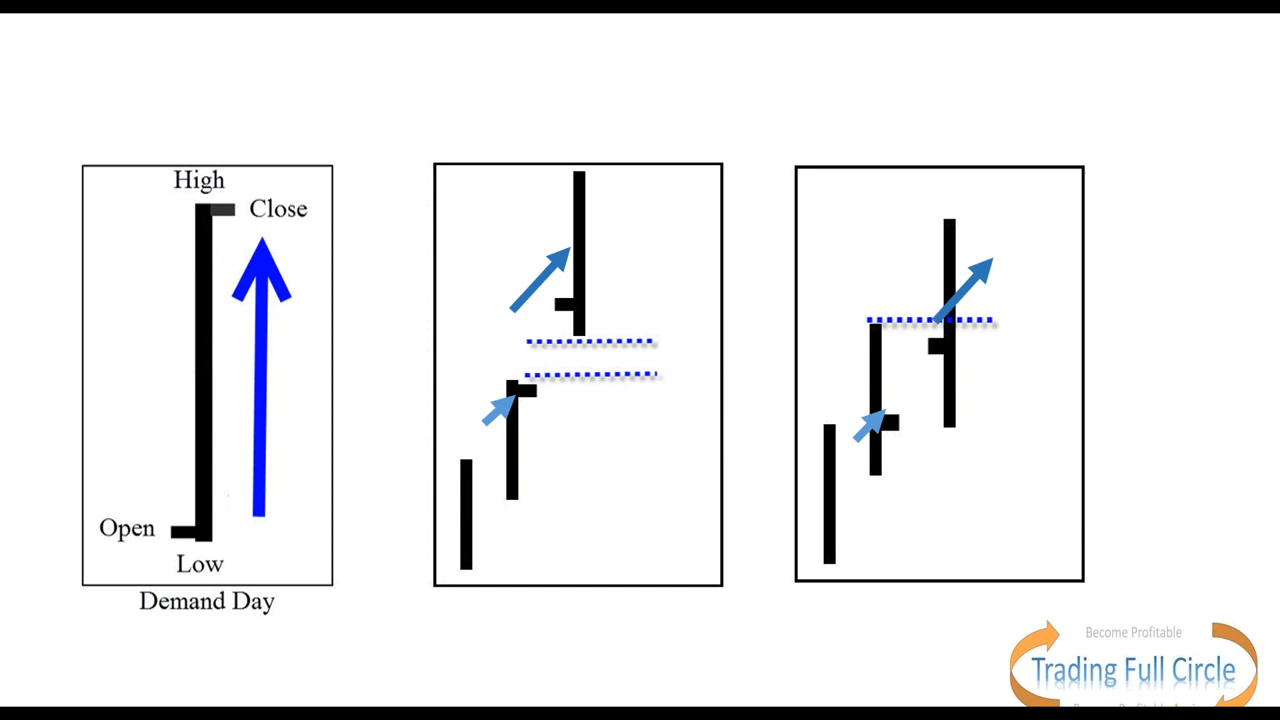 High
Close
Open
Low
Demand Day
Become Profitable
Trading Full Circle